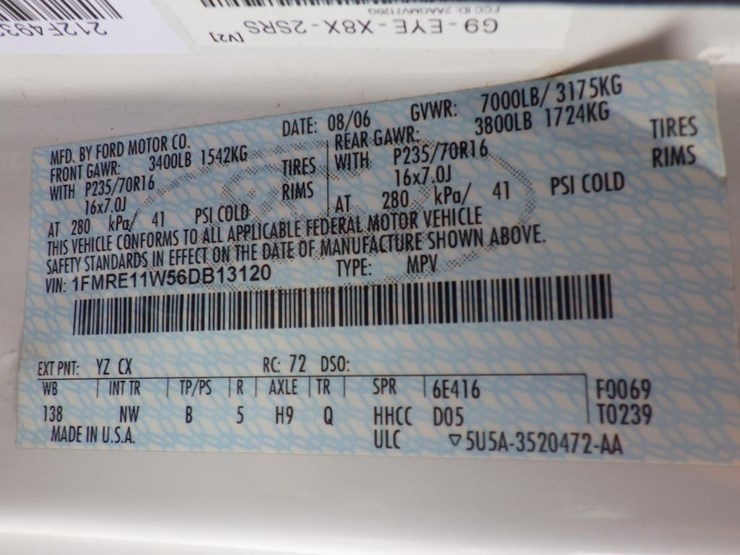 212F493
[V2]
G9-EYE-X8X-2SRS
MFD. BY FORD MOTOR CO.
DATE: 08/06 GVWR: 7000LB/ 3175KG
FRONT GAWR: 3400LB 1542KG REAR GAWR: 3800LB 1724KG
WITH P235/70R16 TIRES WITH P235/70R16 TIRES
16x7.0J RIMS 16x7.0J RIMS
AT 280 kPa/ 41 PSI COLD AT 280 kPa/ 41 PSI COLD
THIS VEHICLE CONFORMS TO ALL APPLICABLE FEDERAL MOTOR VEHICLE
SAFETY STANDARDS IN EFFECT ON THE DATE OF MANUFACTURE SHOWN ABOVE.
VIN: 1FMRE11W56DB13120 TYPE: MPV
EXT PNT: YZ CX RC: 72 DSO:
WB INT TR TP/PS R AXLE TR SPR 6E416 F0069
138 NW B 5 H9 Q HHCC D05 T0239
MADE IN U.S.A. ULC ▽5U5A-3520472-AA